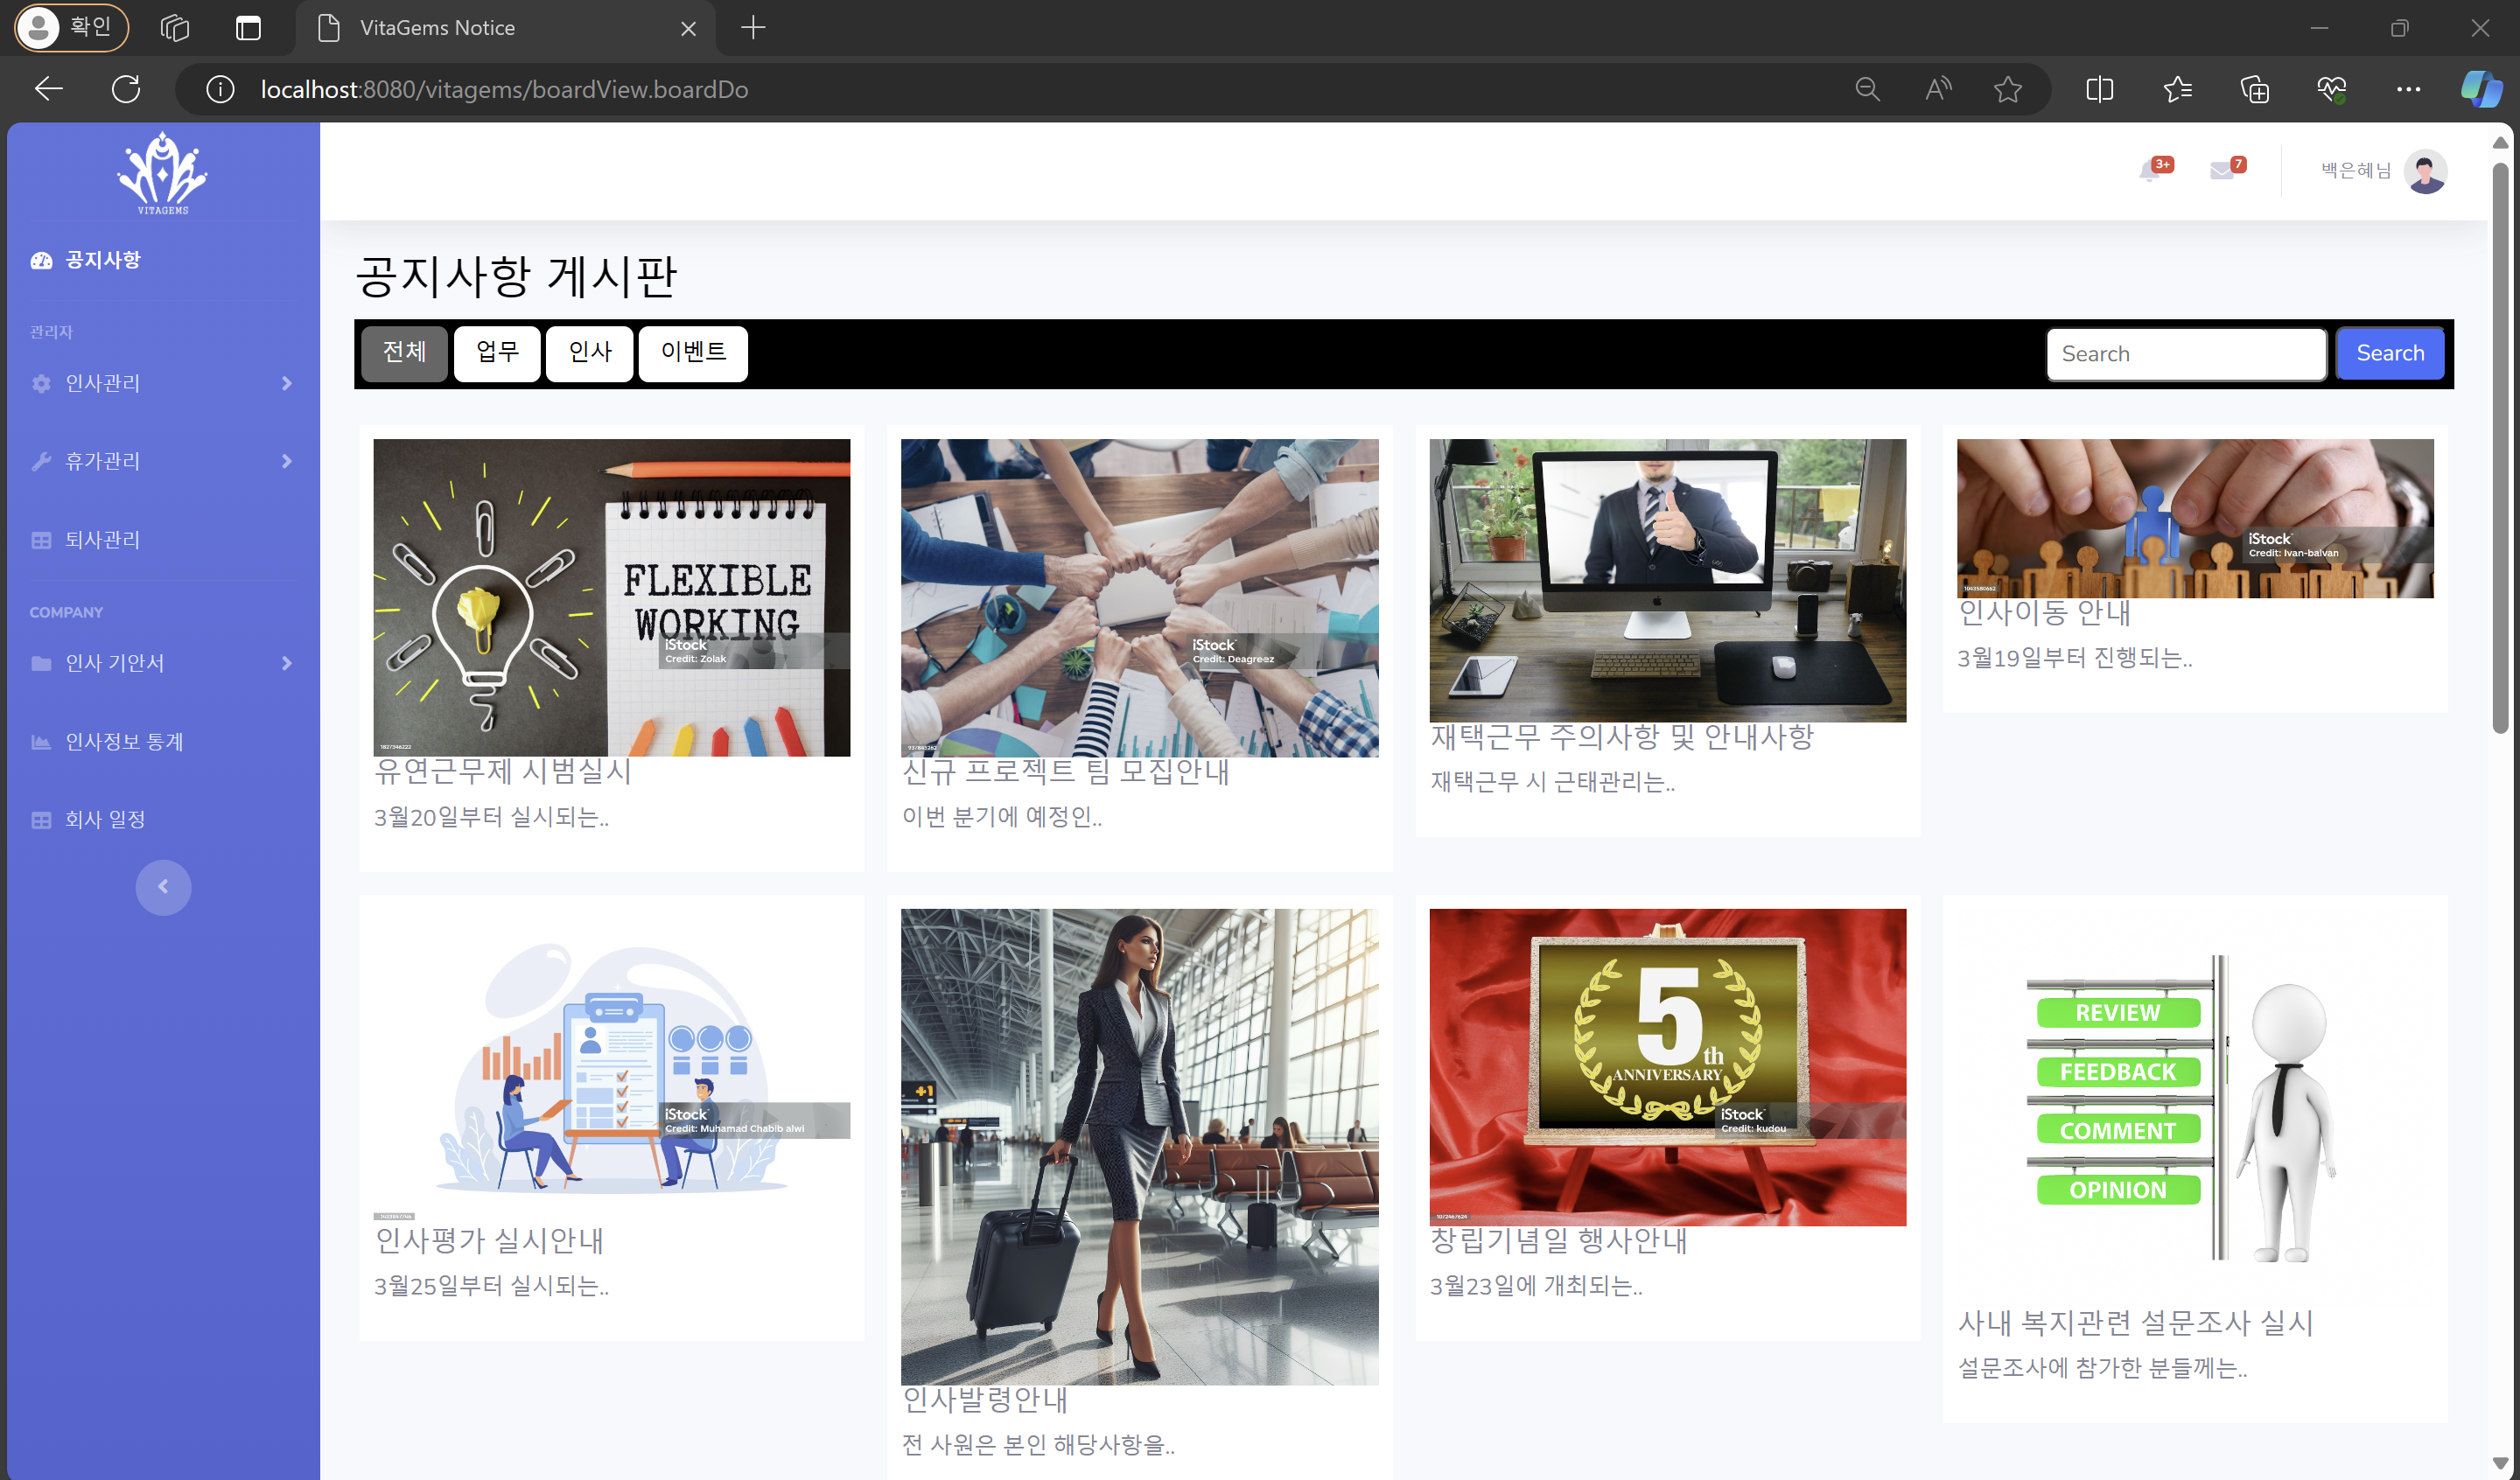 확인
VitaGems Notice
localhost:8080/vitagems/boardView.boardDo
VITAGEMS
3+
7
백은혜님
공지사항
관리자
인사관리
휴가관리
퇴사관리
COMPANY
인사 기안서
인사정보 통계
회사 일정
공지사항 게시판
전체
업무
인사
이벤트
Search
Search
FLEXIBLE
WORKING
iStock
Credit: Zolak
유연근무제 시범실시
3월20일부터 실시되는..
iStock
Credit: Deagreez
신규 프로젝트 팀 모집안내
이번 분기에 예정인..
재택근무 주의사항 및 안내사항
재택근무 시 근태관리는..
iStock
Credit: Ivan-balvan
인사이동 안내
3월19일부터 진행되는..
iStock
Credit: Muhamad Chabib alwi
인사평가 실시안내
3월25일부터 실시되는..
+1
인사발령안내
전 사원은 본인 해당사항을..
5th
ANNIVERSARY
iStock
Credit: kudou
창립기념일 행사안내
3월23일에 개최되는..
REVIEW
FEEDBACK
COMMENT
OPINION
사내 복지관련 설문조사 실시
설문조사에 참가한 분들께는..